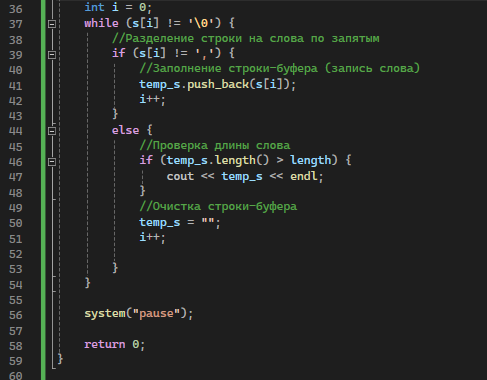 36 int i = 0;
37 while (s[i] != '\0') {
38 //Разделение строки на слова по запятым
39 if (s[i] != ',') {
40 //Заполнение строки-буфера (запись слова)
41 temp_s.push_back(s[i]);
42 i++;
43 }
44 else {
45 //Проверка длины слова
46 if (temp_s.length() > length) {
47 cout << temp_s << endl;
48 }
49 //Очистка строки-буфера
50 temp_s = "";
51 i++;
52
53 }
54 }
55
56 system("pause");
57
58 return 0;
59 }
60